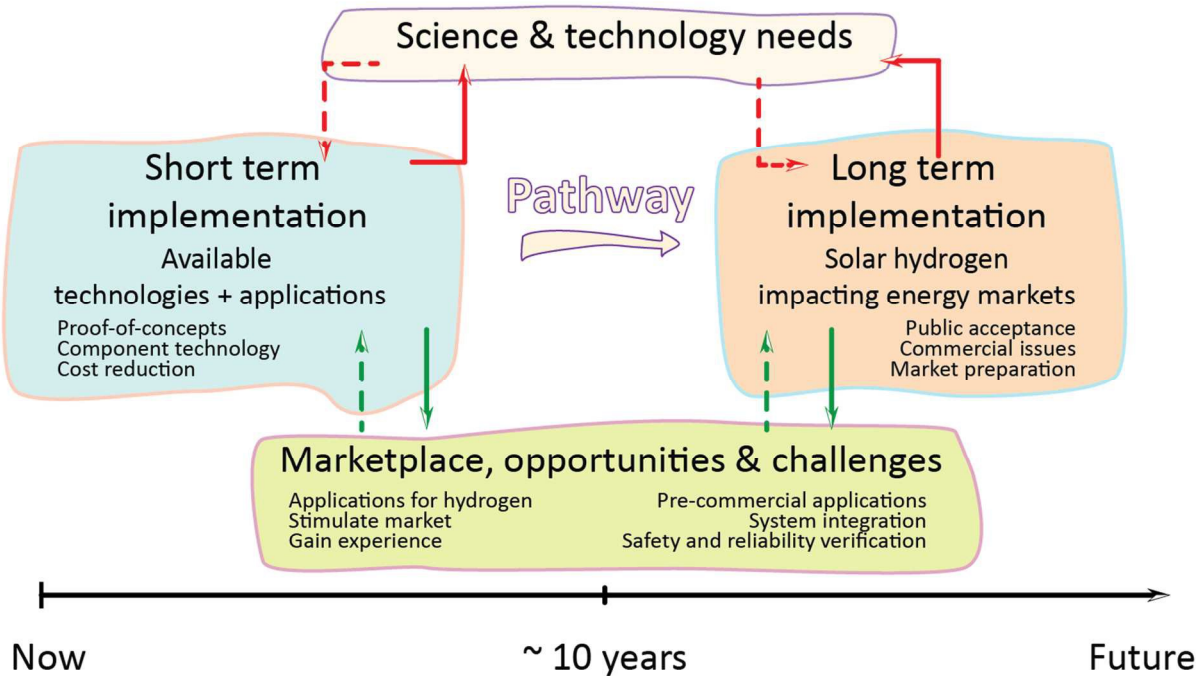 Science & technology needs
Short term
implementation
Available
technologies + applications
Proof-of-concepts
Component technology
Cost reduction
Pathway
Long term
implementation
Solar hydrogen
impacting energy markets
Public acceptance
Commercial issues
Market preparation
Marketplace, opportunities & challenges
Applications for hydrogen
Stimulate market
Gain experience
Pre-commercial applications
System integration
Safety and reliability verification
Now
~ 10 years
Future